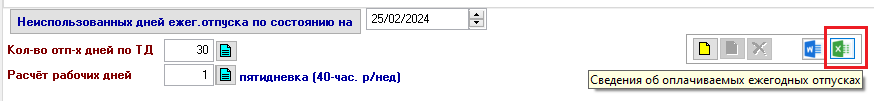 Неиспользованных дней ежег.отпуска по состоянию на 25/02/2024
Кол-во отп-х дней по ТД 30
Расчёт рабочих дней 1 пятидневка (40-час. р/нед)
Сведения об оплачиваемых ежегодных отпусках